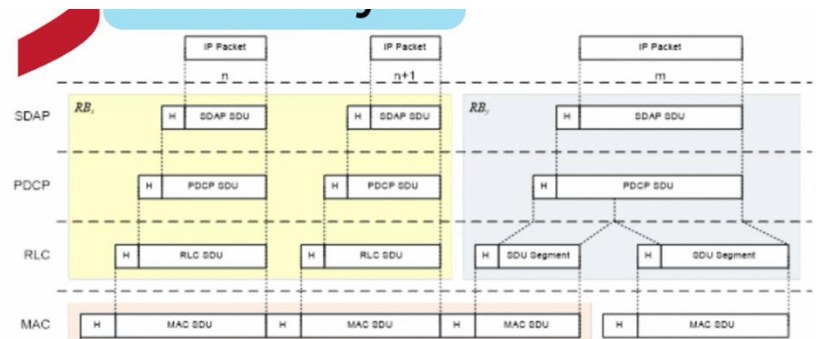 IP Packet IP Packet IP Packet
n n+1 m
RBx RBy
SDAP H SDAP SDU H SDAP SDU H SDAP SDU
PDCP H PDCP SDU H PDCP SDU H PDCP SDU
RLC H RLC SDU H RLC SDU H SDU Segment H SDU Segment
MAC H MAC SDU H MAC SDU H MAC SDU H MAC SDU